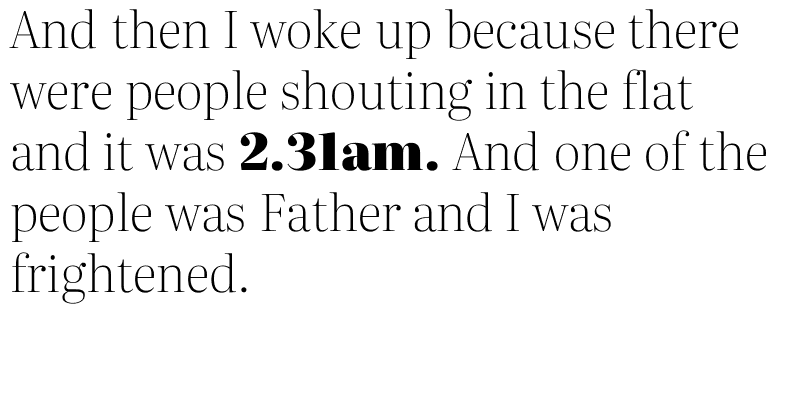 And then I woke up because there
were people shouting in the flat
and it was 2.31am. And one of the
people was Father and I was
frightened.